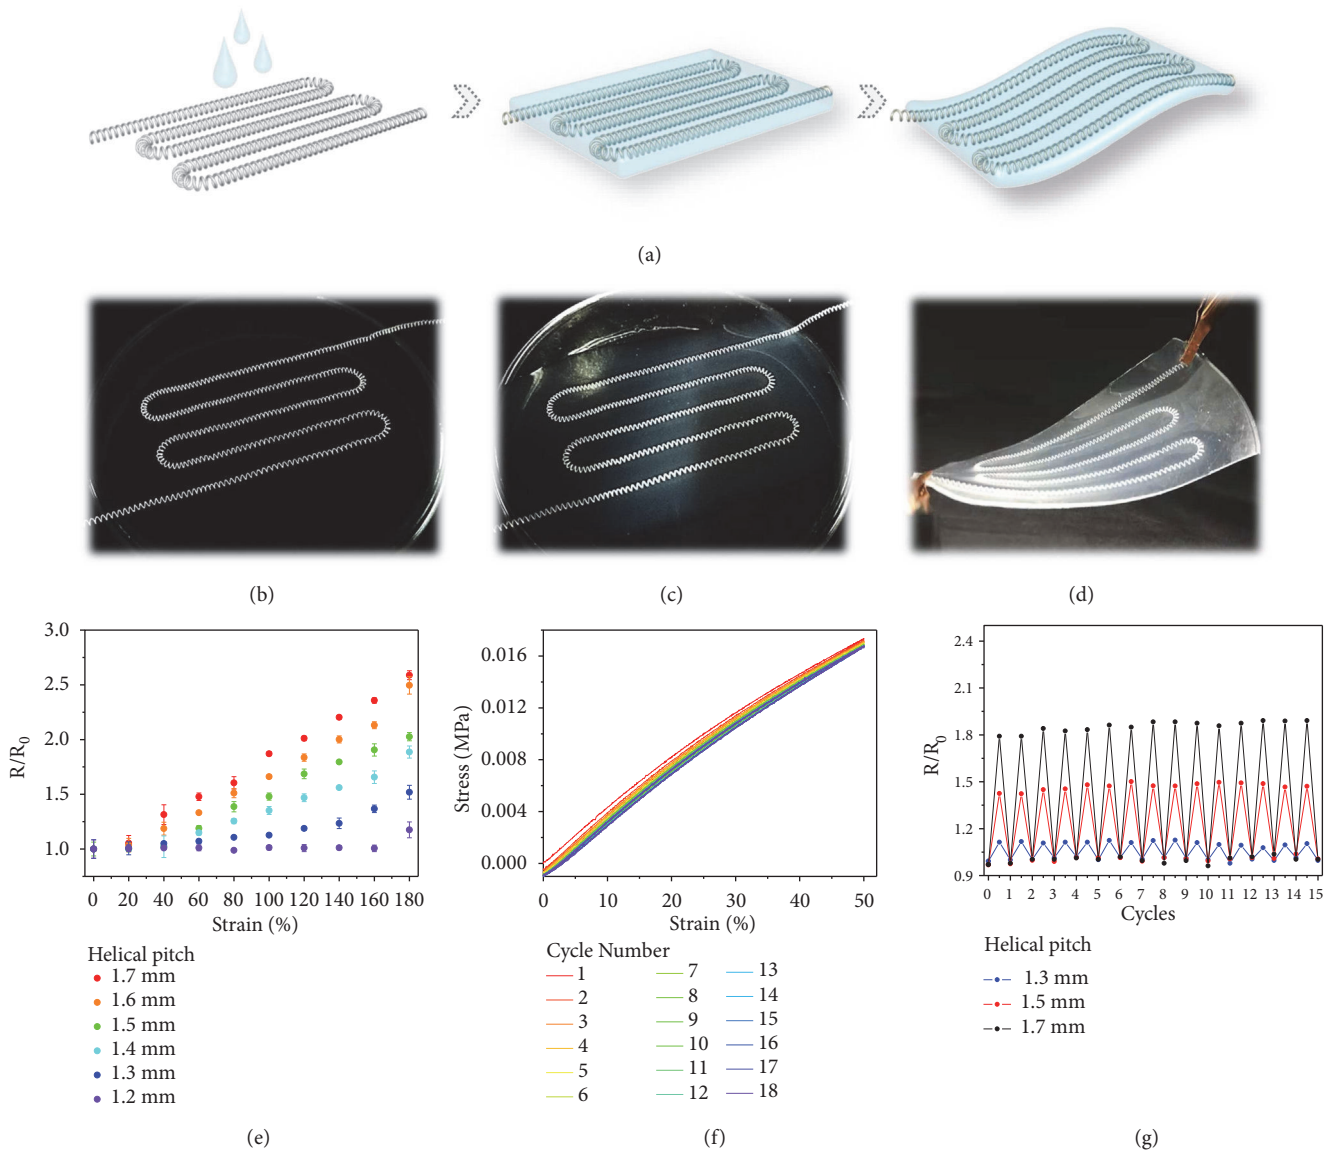 (a)
(b)
(c)
(d)
3.0
2.5
2.0
1.5
1.0
R/R0
0 20 40 60 80 100 120 140 160 180
Strain (%)
Helical pitch
1.7 mm
1.6 mm
1.5 mm
1.4 mm
1.3 mm
1.2 mm
(e)
0.016
0.012
0.008
0.004
0.000
Stress (MPa)
0 10 20 30 40 50
Strain (%)
Cycle Number
1 7 13
2 8 14
3 9 15
4 10 16
5 11 17
6 12 18
(f)
2.4
2.1
1.8
1.5
1.2
0.9
R/R0
0 1 2 3 4 5 6 7 8 9 10 11 12 13 14 15
Cycles
Helical pitch
1.3 mm
1.5 mm
1.7 mm
(g)